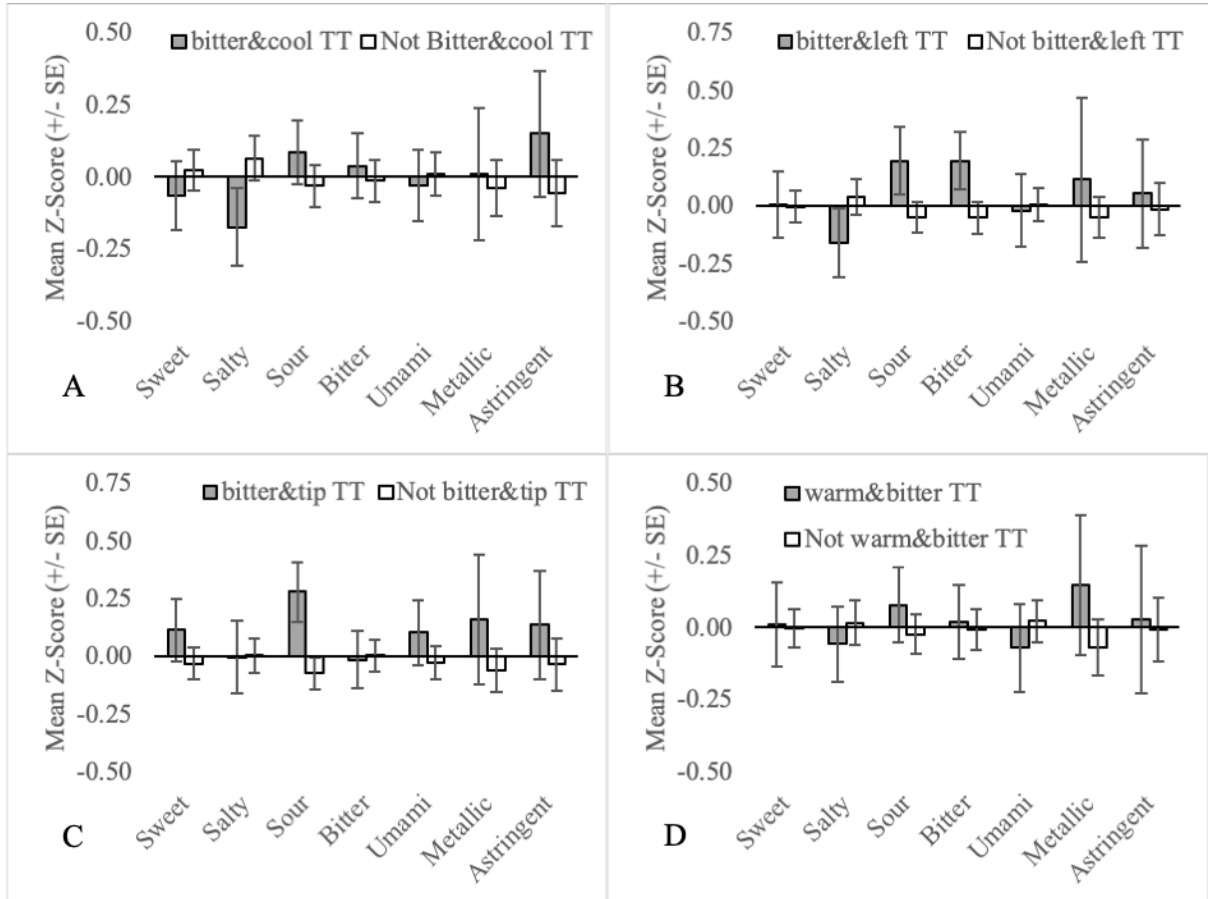 0.50
bitter&cool TT Not Bitter&cool TT
0.25
0.00
-0.25
-0.50
Mean Z-Score (+/- SE)
Sweet
Salty
Sour
Bitter
Umami
Metallic
Astringent
A
0.75
bitter&left TT Not bitter&left TT
0.50
0.25
0.00
-0.25
-0.50
Mean Z-Score (+/- SE)
Sweet
Salty
Sour
Bitter
Umami
Metallic
Astringent
B
0.75
bitter&tip TT Not bitter&tip TT
0.50
0.25
0.00
-0.25
-0.50
Mean Z-Score (+/- SE)
Sweet
Salty
Sour
Bitter
Umami
Metallic
Astringent
C
0.50
warm&bitter TT
Not warm&bitter TT
0.25
0.00
-0.25
-0.50
Mean Z-Score (+/- SE)
Sweet
Salty
Sour
Bitter
Umami
Metallic
Astringent
D